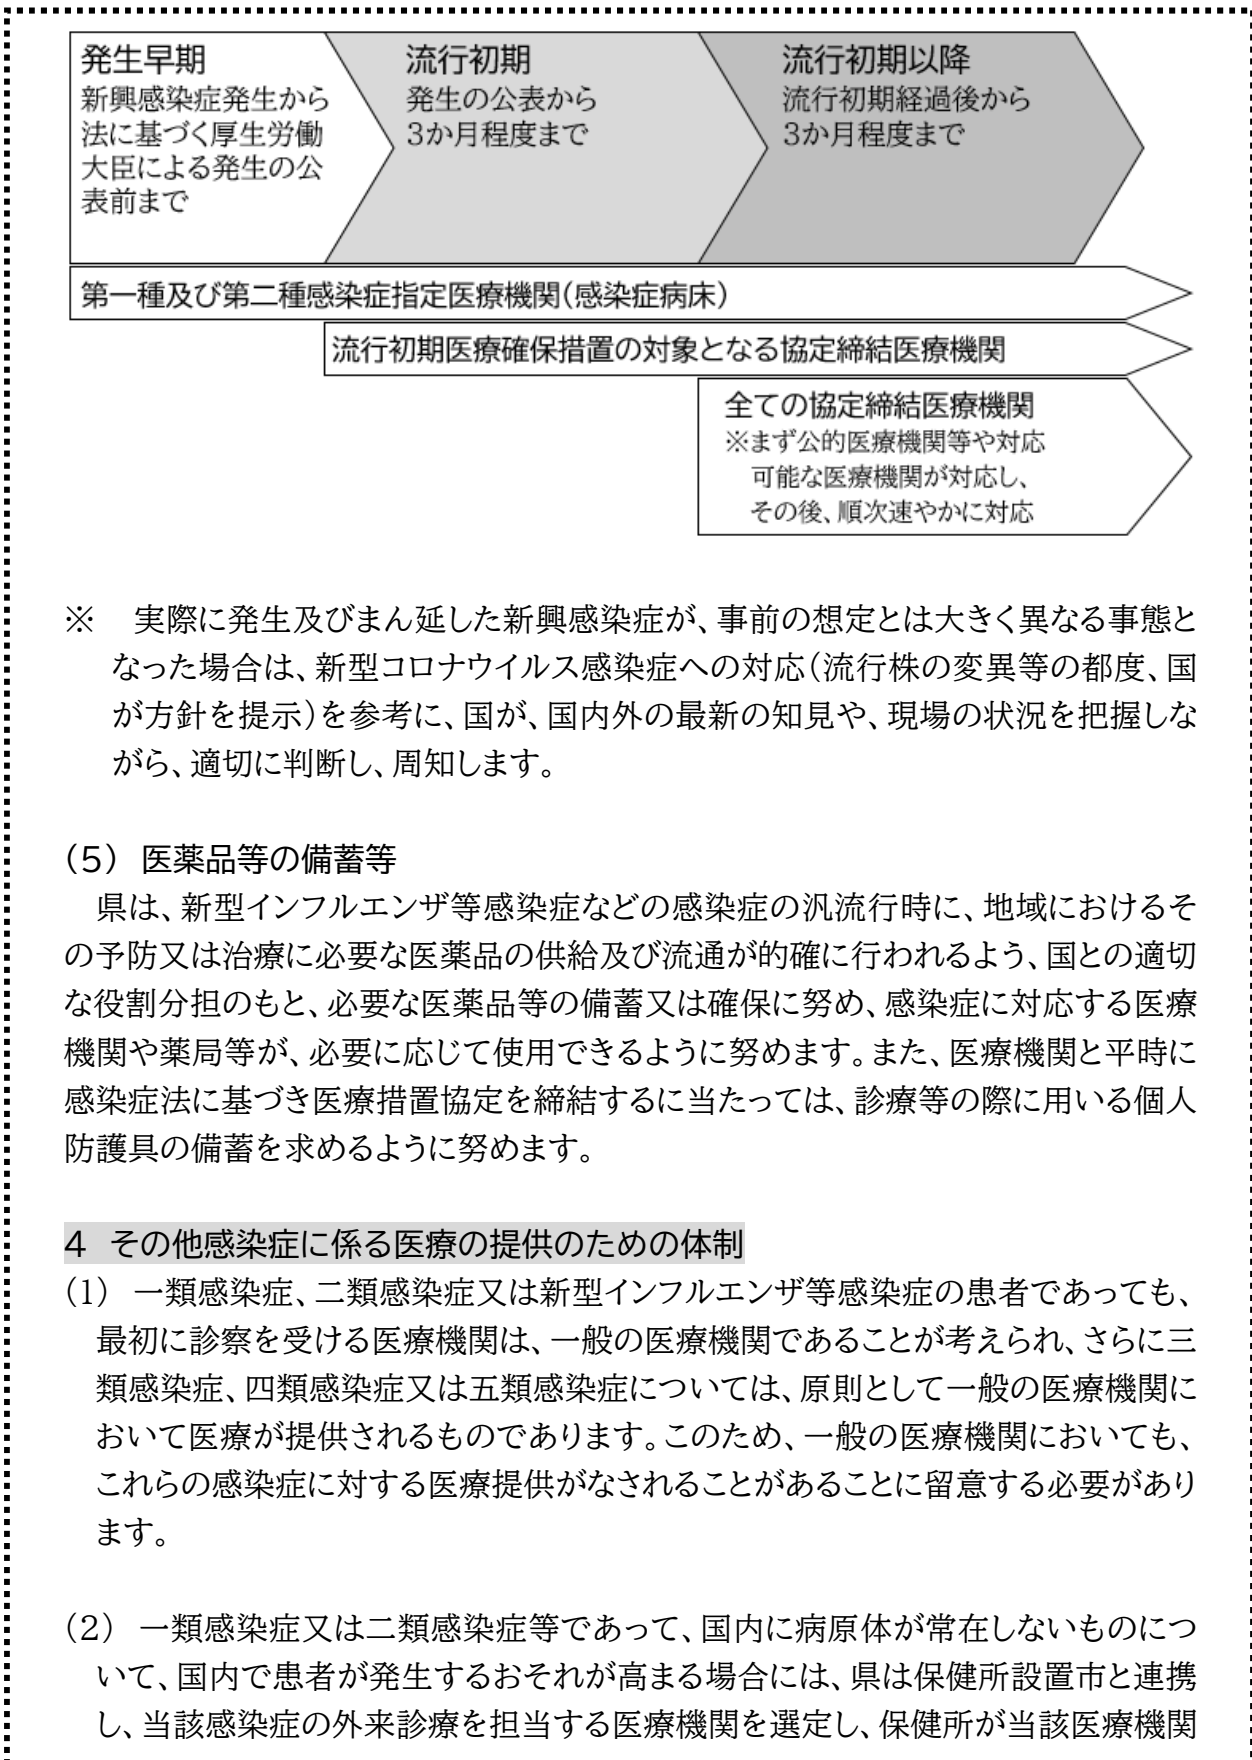 発生早期
新興感染症発生から
法に基づく厚生労働
大臣による発生の公
表前まで
流行初期
発生の公表から
3か月程度まで
流行初期以降
流行初期経過後から
3か月程度まで
第一種及び第二種感染症指定医療機関(感染症病床)
流行初期医療確保措置の対象となる協定締結医療機関
全ての協定締結医療機関
※まず公的医療機関等や対応
可能な医療機関が対応し、
その後、順次速やかに対応
※ 実際に発生及びまん延した新興感染症が、事前の想定とは大きく異なる事態と
なった場合は、新型コロナウイルス感染症への対応(流行株の変異等の都度、国
が方針を提示)を参考に、国が、国内外の最新の知見や、現場の状況を把握しな
がら、適切に判断し、周知します。
(5) 医薬品等の備蓄等
県は、新型インフルエンザ等感染症などの感染症の汎流行時に、地域におけるそ
の予防又は治療に必要な医薬品の供給及び流通が的確に行われるよう、国との適切
な役割分担のもと、必要な医薬品等の備蓄又は確保に努め、感染症に対応する医療
機関や薬局等が、必要に応じて使用できるように努めます。また、医療機関と平時に
感染症法に基づき医療措置協定を締結するに当たっては、診療等の際に用いる個人
防護具の備蓄を求めるように努めます。
4 その他感染症に係る医療の提供のための体制
(1) 一類感染症、二類感染症又は新型インフルエンザ等感染症の患者であっても、
最初に診察を受ける医療機関は、一般の医療機関であることが考えられ、さらに三
類感染症、四類感染症又は五類感染症については、原則として一般の医療機関に
おいて医療が提供されるものであります。このため、一般の医療機関においても、
これらの感染症に対する医療提供がなされることがあることに留意する必要があり
ます。
(2) 一類感染症又は二類感染症等であって、国内に病原体が常在しないものにつ
いて、国内で患者が発生するおそれが高まる場合には、県は保健所設置市と連携
し、当該感染症の外来診療を担当する医療機関を選定し、保健所が当該医療機関